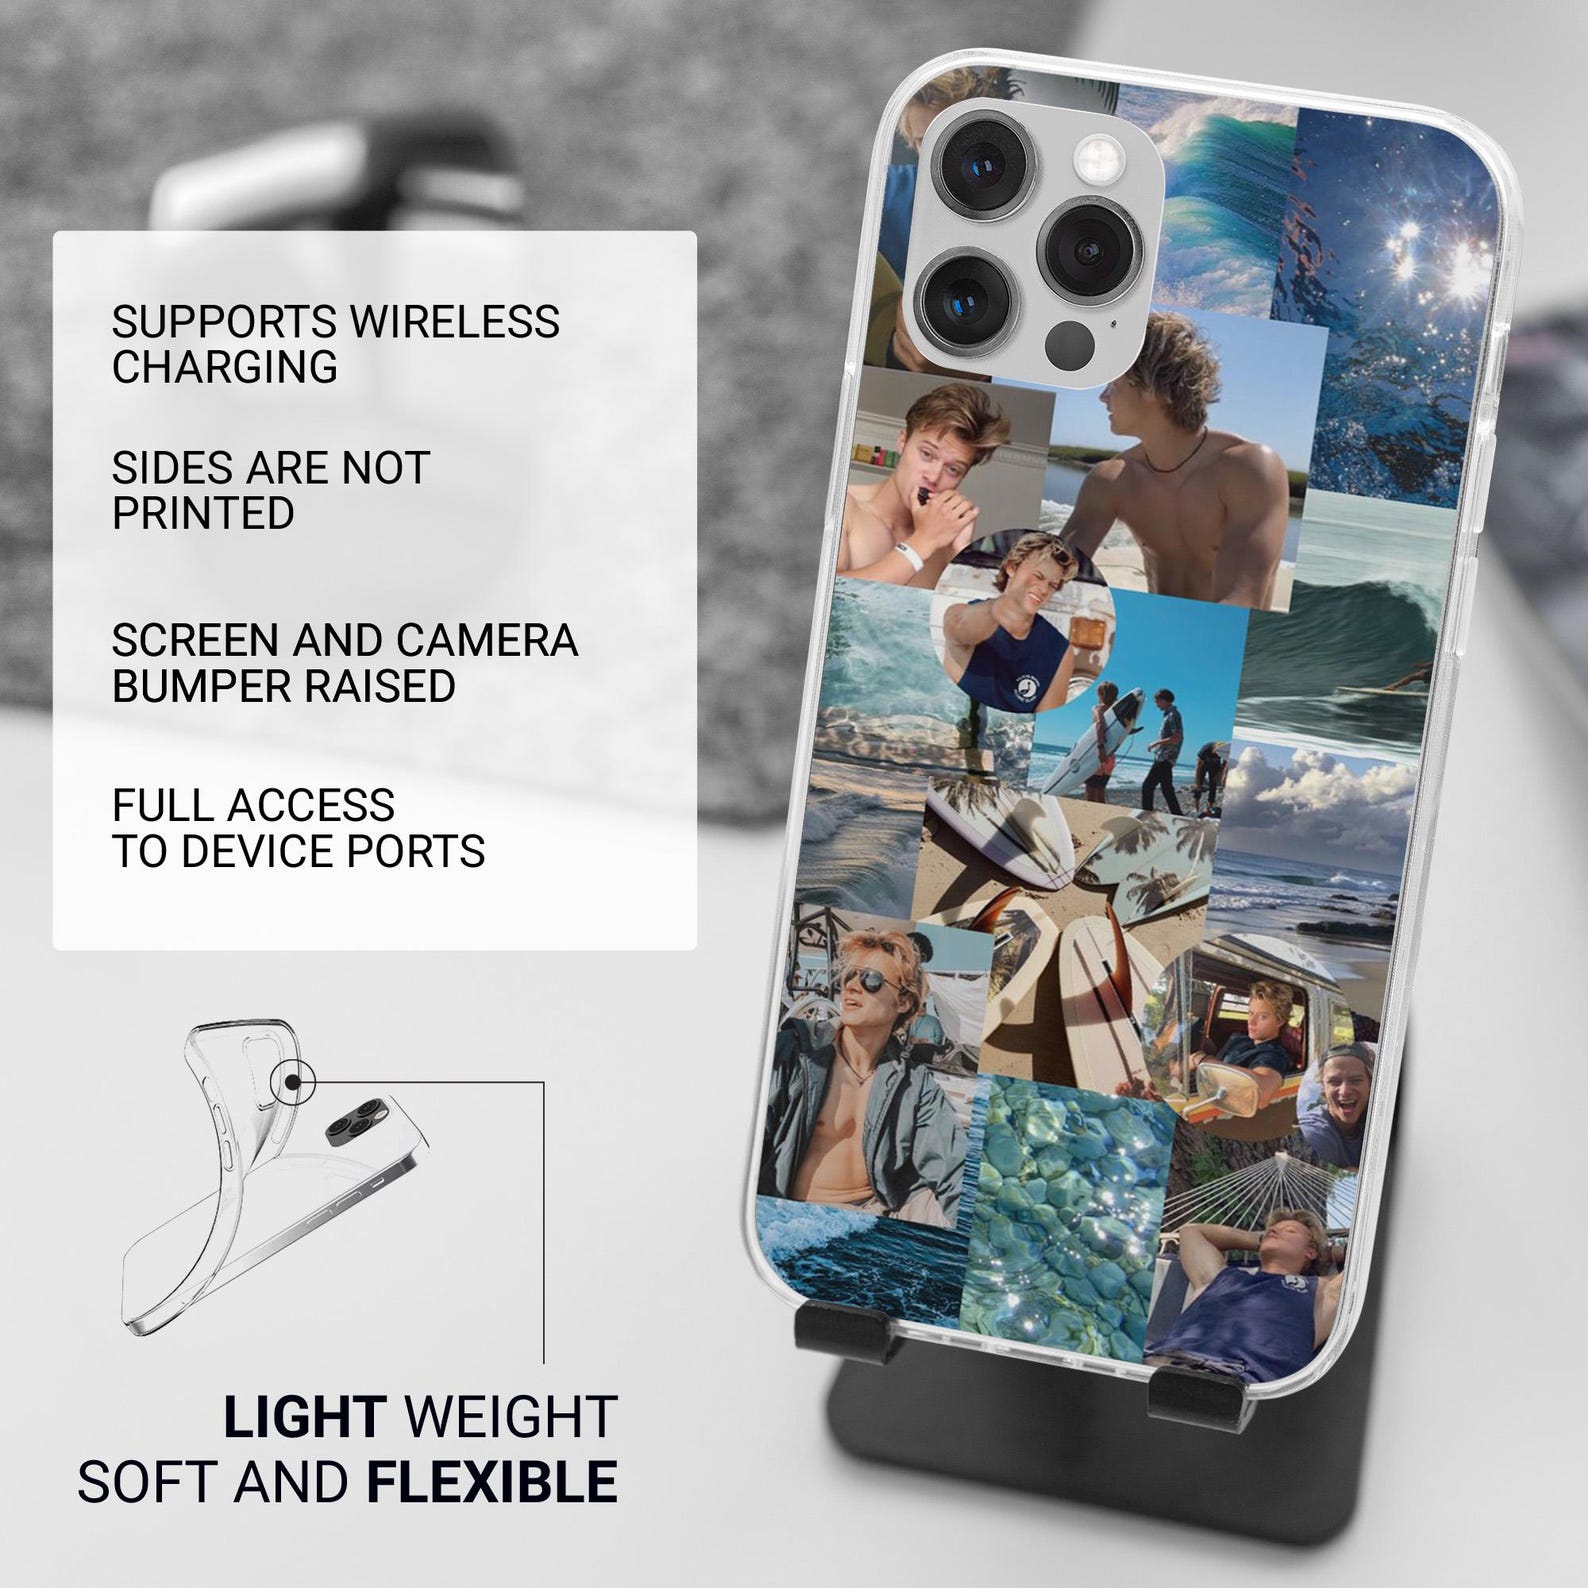 SUPPORTS WIRELESS
CHARGING
SIDES ARE NOT
PRINTED
SCREEN AND CAMERA
BUMPER RAISED
FULL ACCESS
TO DEVICE PORTS
LIGHT WEIGHT
SOFT AND FLEXIBLE